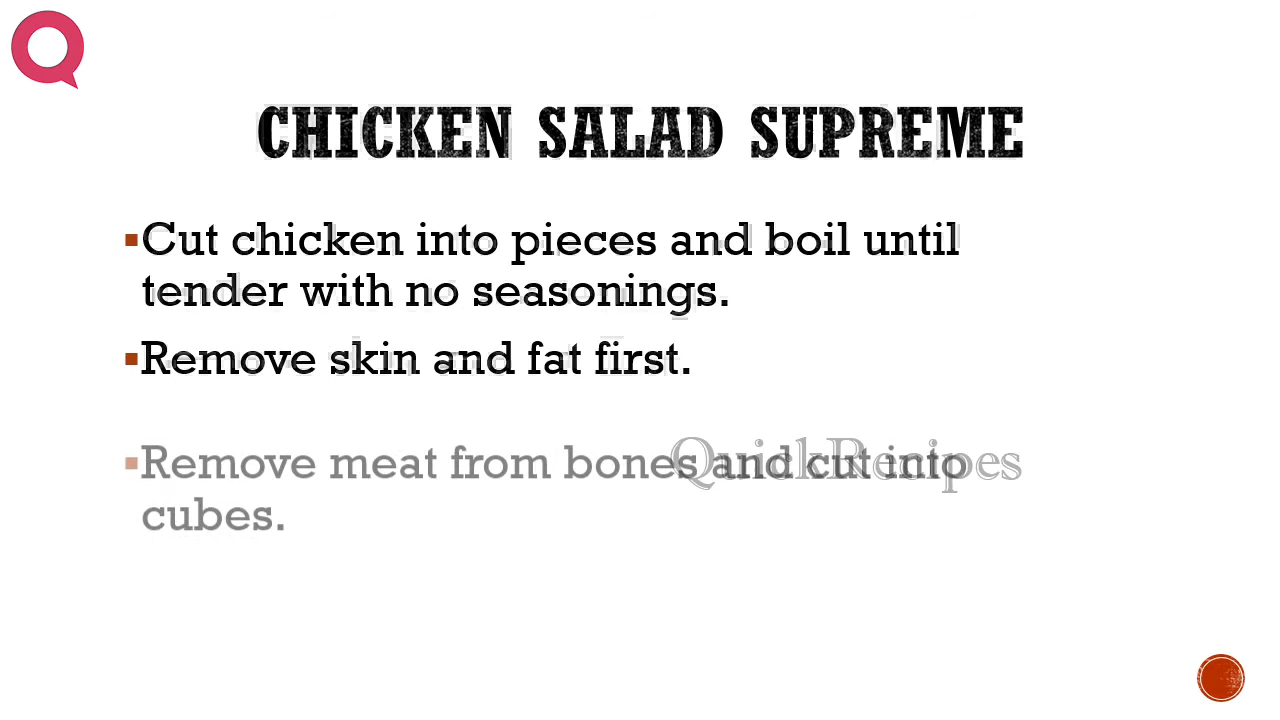 CHICKEN SALAD SUPREME
▪Cut chicken into pieces and boil until
tender with no seasonings.
▪Remove skin and fat first.
▪Remove meat from bones and cut into
cubes.
QuickRecipes